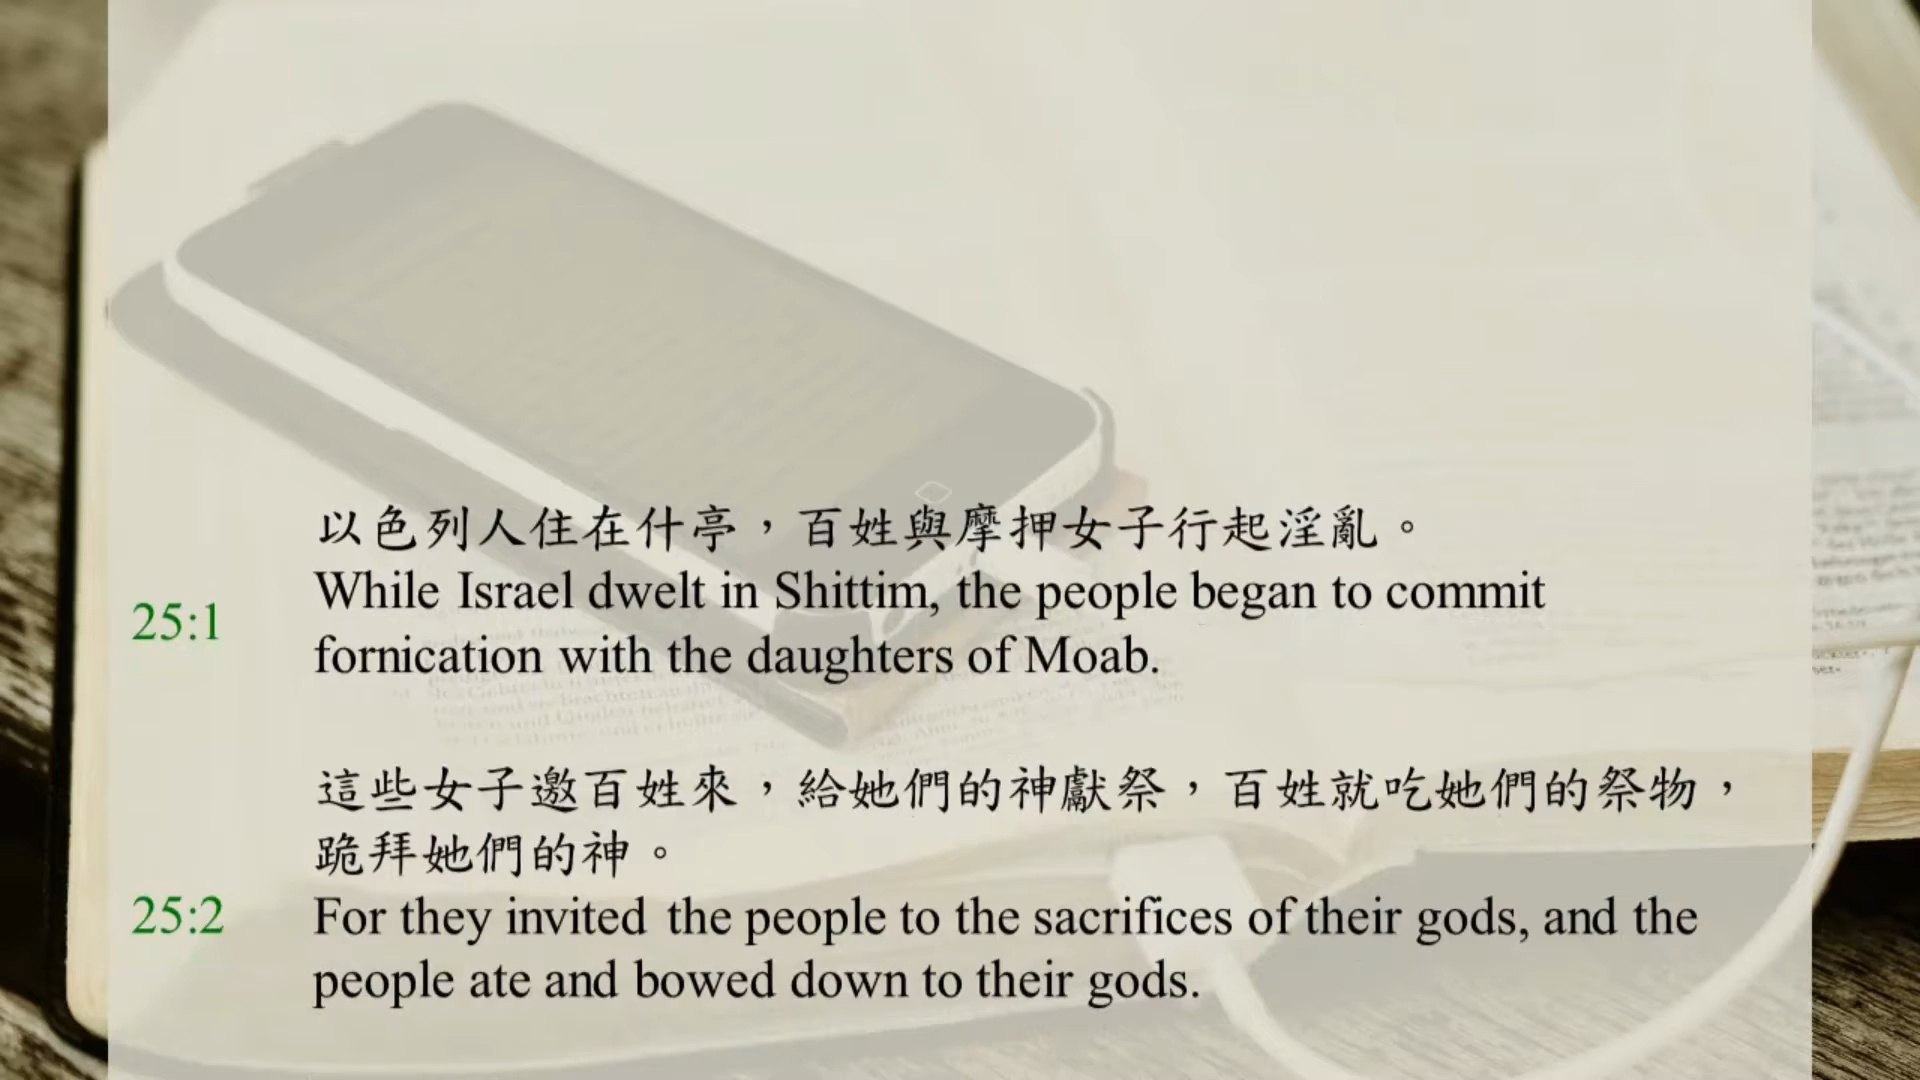 以色列人住在什亭，百姓與摩押女子行起淫亂。
25:1
While Israel dwelt in Shittim, the people began to commit
fornication with the daughters of Moab.
這些女子邀百姓來，給她們的神獻祭，百姓就吃她們的祭物，
跪拜她們的神。
25:2
For they invited the people to the sacrifices of their gods, and the
people ate and bowed down to their gods.